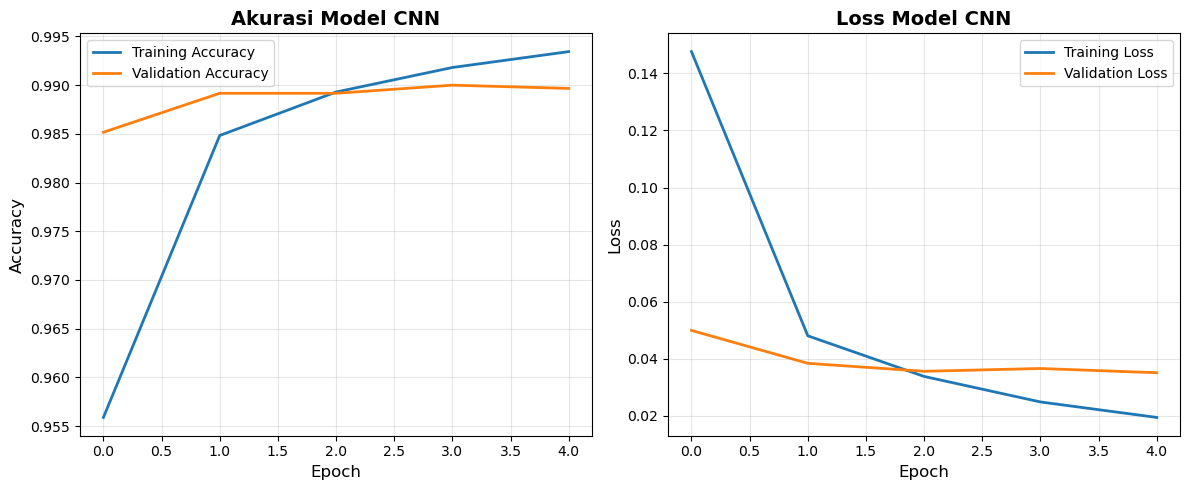 Akurasi Model CNN
Training Accuracy
Validation Accuracy
0.995
0.990
0.985
0.980
0.975
0.970
0.965
0.960
0.955
Accuracy
0.0 0.5 1.0 1.5 2.0 2.5 3.0 3.5 4.0
Epoch
Loss Model CNN
Training Loss
Validation Loss
0.14
0.12
0.10
0.08
0.06
0.04
0.02
Loss
0.0 0.5 1.0 1.5 2.0 2.5 3.0 3.5 4.0
Epoch